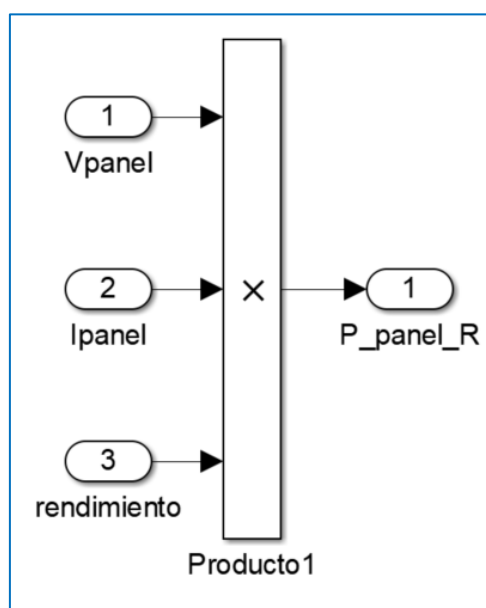 1
Vpanel
2
Ipanel
×
1
P_panel_R
3
rendimiento
Producto1